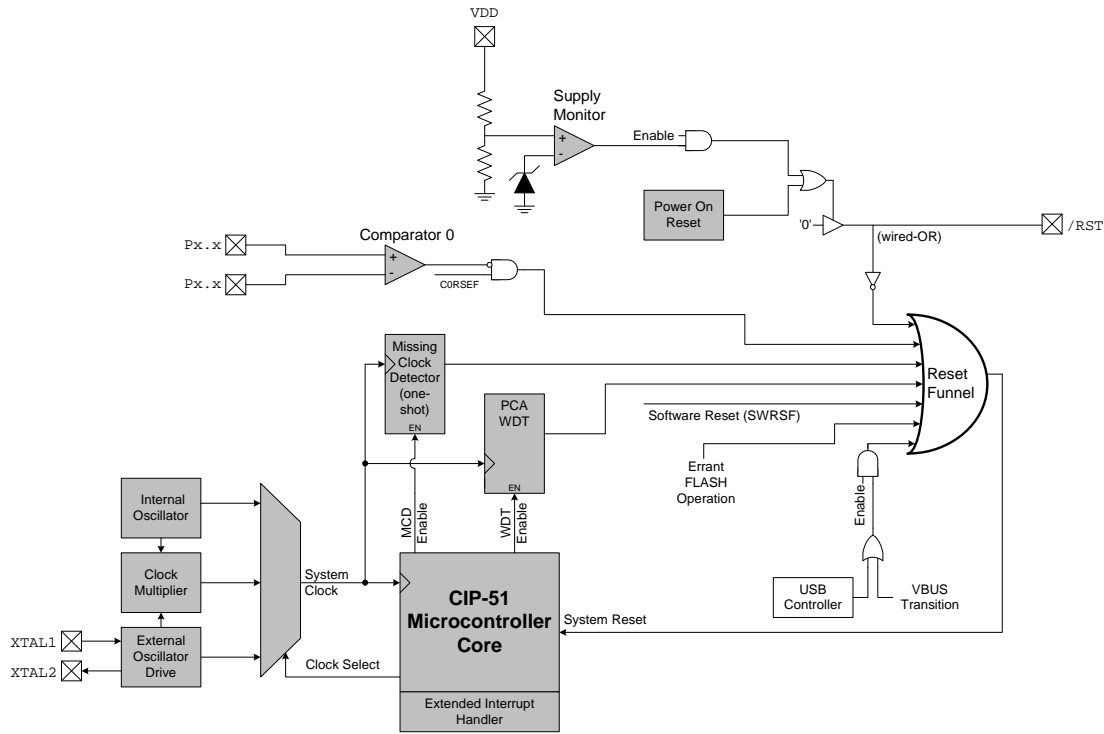 VDD
Supply
Monitor
+
-
Enable
Power On
Reset
'0'
(wired-OR)
/RST
Px.x
Px.x
Comparator 0
+
-
C0RSEF
Missing
Clock
Detector
(one-
shot)
EN
PCA
WDT
EN
Reset
Funnel
Software Reset (SWRSF)
Errant
FLASH
Operation
Enable
Internal
Oscillator
Clock
Multiplier
System
Clock
MCD
Enable
WDT
Enable
CIP-51
Microcontroller
Core
USB
Controller
VBUS
Transition
System Reset
XTAL1
XTAL2
External
Oscillator
Drive
Clock Select
Extended Interrupt
Handler